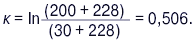 κ = ln (200 + 228) / (30 + 228) = 0,506.